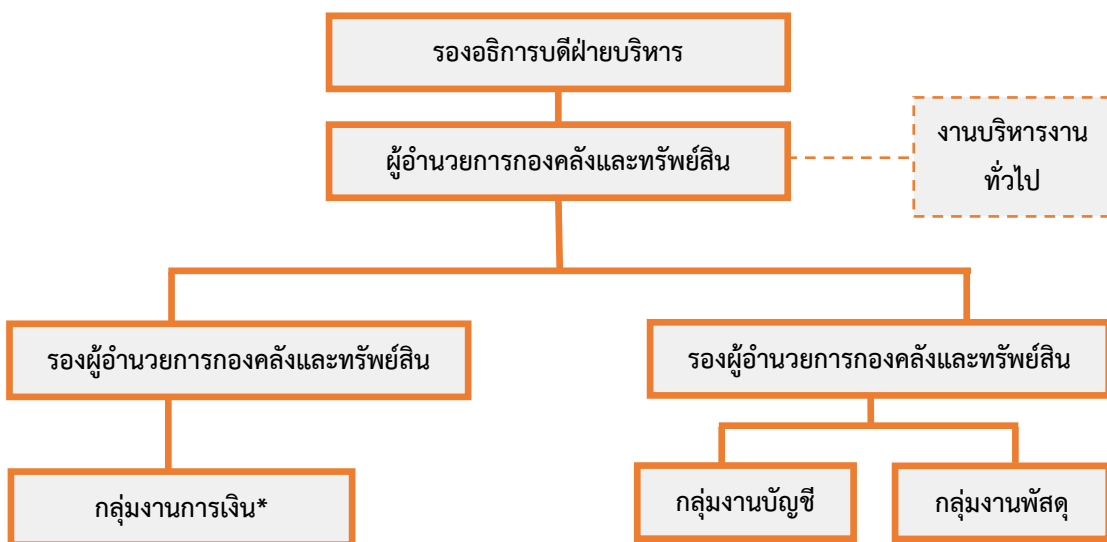 รองอธิการบดีฝ่ายบริหาร
ผู้อำนวยการกองคลังและทรัพย์สิน
งานบริหารงาน
ทั่วไป
รองผู้อำนวยการกองคลังและทรัพย์สิน
รองผู้อำนวยการกองคลังและทรัพย์สิน
กลุ่มงานการเงิน*
กลุ่มงานบัญชี
กลุ่มงานพัสดุ